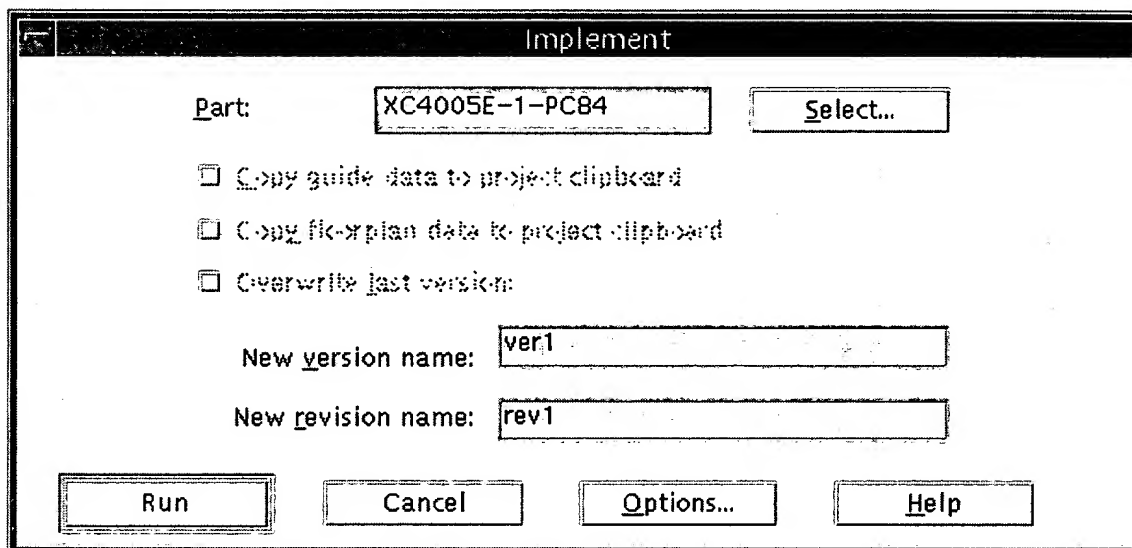 Implement
Part: XC4005E-1-PC84 Select...
Copy guide data to project clipboard
Copy floorplan data to project clipboard
Overwrite last version:
New version name: ver1
New revision name: rev1
Run Cancel Options... Help